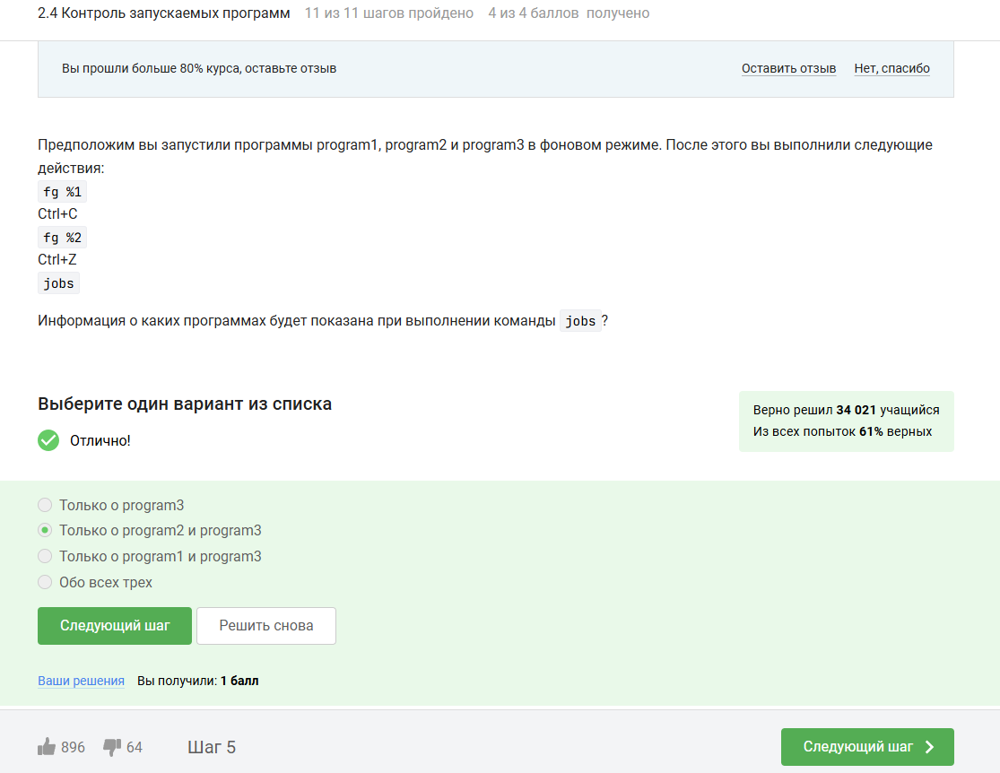 2.4 Контроль запускаемых программ 11 из 11 шагов пройдено 4 из 4 баллов получено
Вы прошли больше 80% курса, оставьте отзыв Оставить отзыв Нет, спасибо
Предположим вы запустили программы program1, program2 и program3 в фоновом режиме. После этого вы выполнили следующие
действия:
fg %1
Ctrl+C
fg %2
Ctrl+Z
jobs
Информация о каких программах будет показана при выполнении команды jobs?
Выберите один вариант из списка
Верно решил 34 021 учащийся
Из всех попыток 61% верных
Отлично!
Только о program3
Только о program2 и program3
Только о program1 и program3
Обо всех трех
Следующий шаг Решить снова
Ваши решения Вы получили: 1 балл
896 64 Шаг 5 Следующий шаг